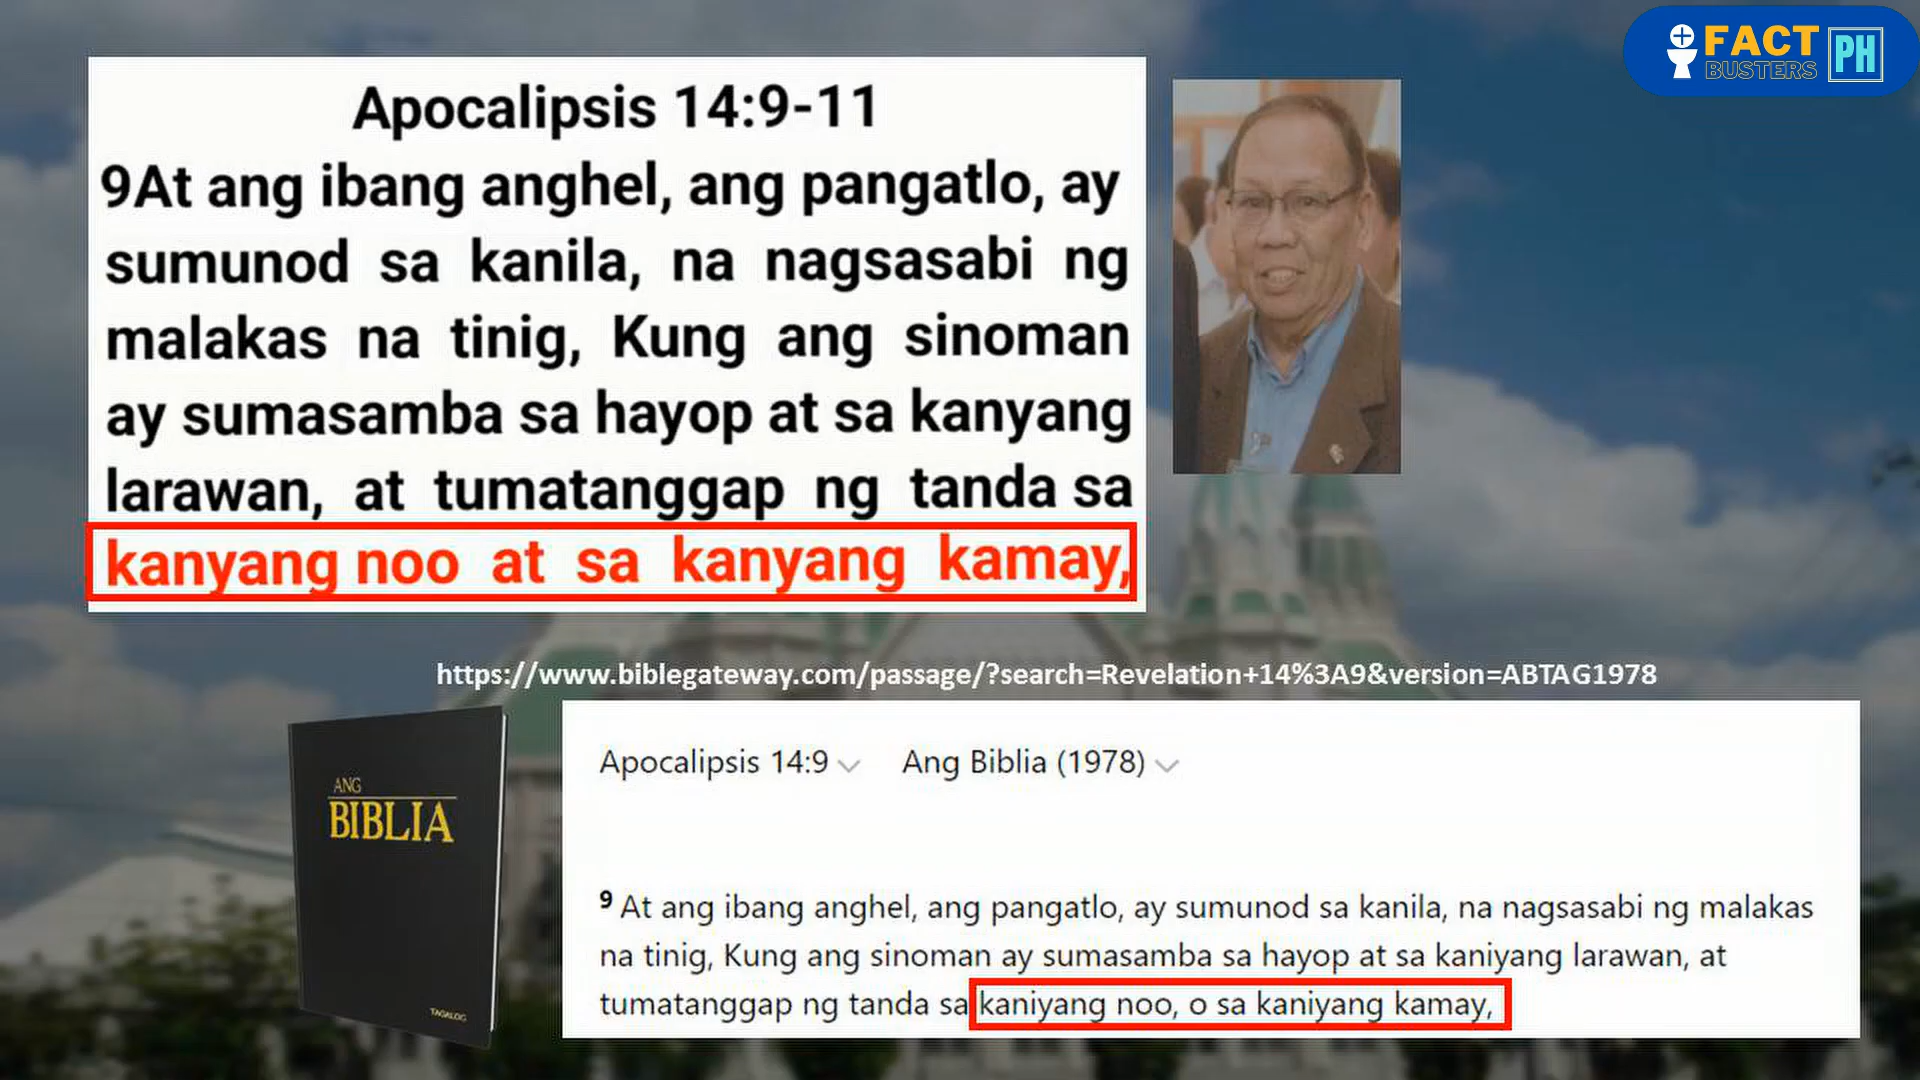 FACT
BUSTERS
PH
Apocalipsis 14:9-11
9At ang ibang anghel, ang pangatlo, ay
sumunod sa kanila, na nagsasabi ng
malakas na tinig, Kung ang sinoman
ay sumasamba sa hayop at sa kanyang
larawan, at tumatanggap ng tanda sa
kanyang noo at sa kanyang kamay,
https://www.biblegateway.com/passage/?search=Revelation+14%3A9&version=ABTAG1978
ANG
BIBLIA
TAGALOG
Apocalipsis 14:9 Ang Biblia (1978)
9 At ang ibang anghel, ang pangatlo, ay sumunod sa kanila, na nagsasabi ng malakas
na tinig, Kung ang sinoman ay sumasamba sa hayop at sa kaniyang larawan, at
tumatanggap ng tanda sa kaniyang noo, o sa kaniyang kamay,